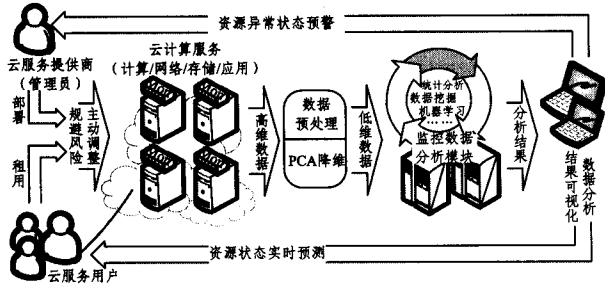 资源异常状态预警
云服务提供商
(管理员)
云计算服务
(计算/网络/存储/应用)
部署
租用
规避风险
主动调整
高维数据
数据
预处理
PCA降维
低维数据
统计分析
数据挖掘
机器学习
……
监控数据
分析模块
分析结果
数据分析
结果可视化
资源状态实时预测
云服务用户